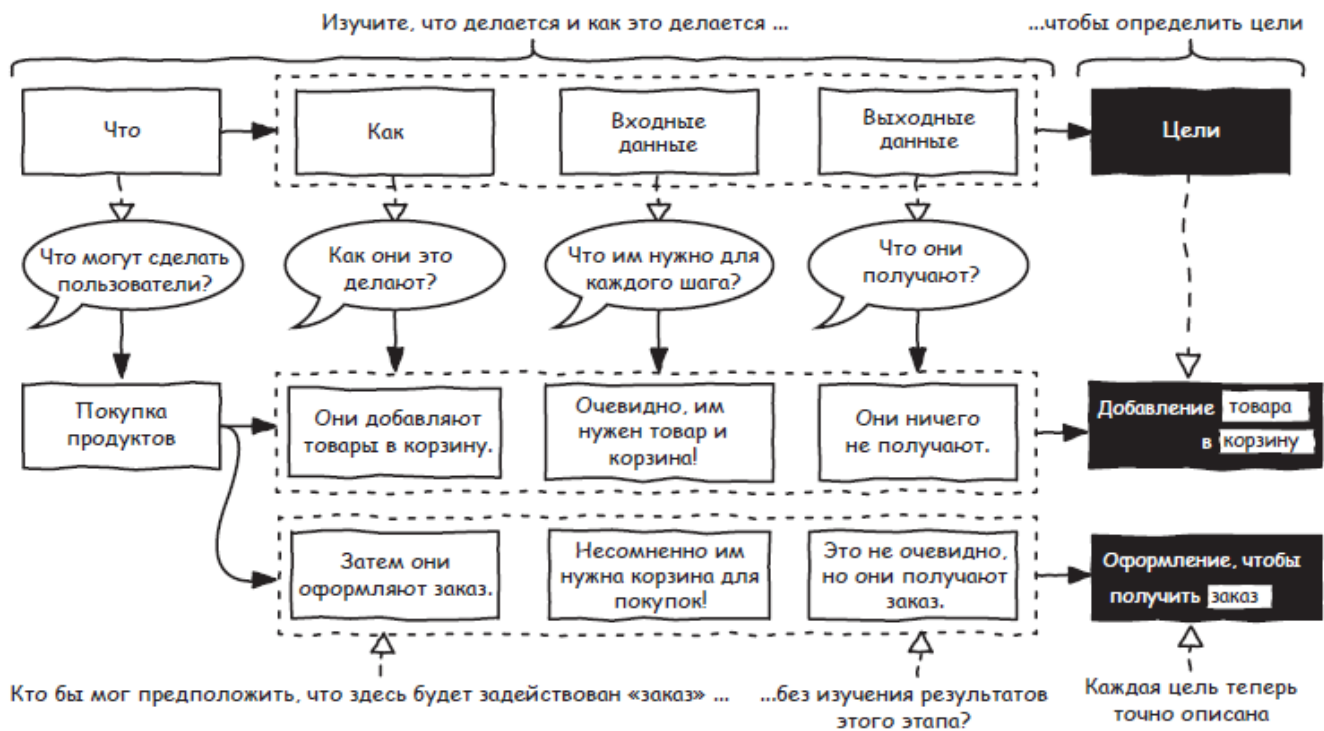 Изучите, что делается и как это делается ...
...чтобы определить цели
Что
Как
Входные
данные
Выходные
данные
Цели
Что могут сделать
пользователи?
Как они это
делают?
Что им нужно для
каждого шага?
Что они
получают?
Покупка
продуктов
Они добавляют
товары в корзину.
Очевидно, им
нужен товар и
корзина!
Они ничего
не получают.
Добавление товара
в корзину
Затем они
оформляют заказ.
Несомненно им
нужна корзина для
покупок!
Это не очевидно,
но они получают
заказ.
Оформление, чтобы
получить заказ
Кто бы мог предположить, что здесь будет задействован «заказ» ...
...без изучения результатов
этого этапа?
Каждая цель теперь
точно описана